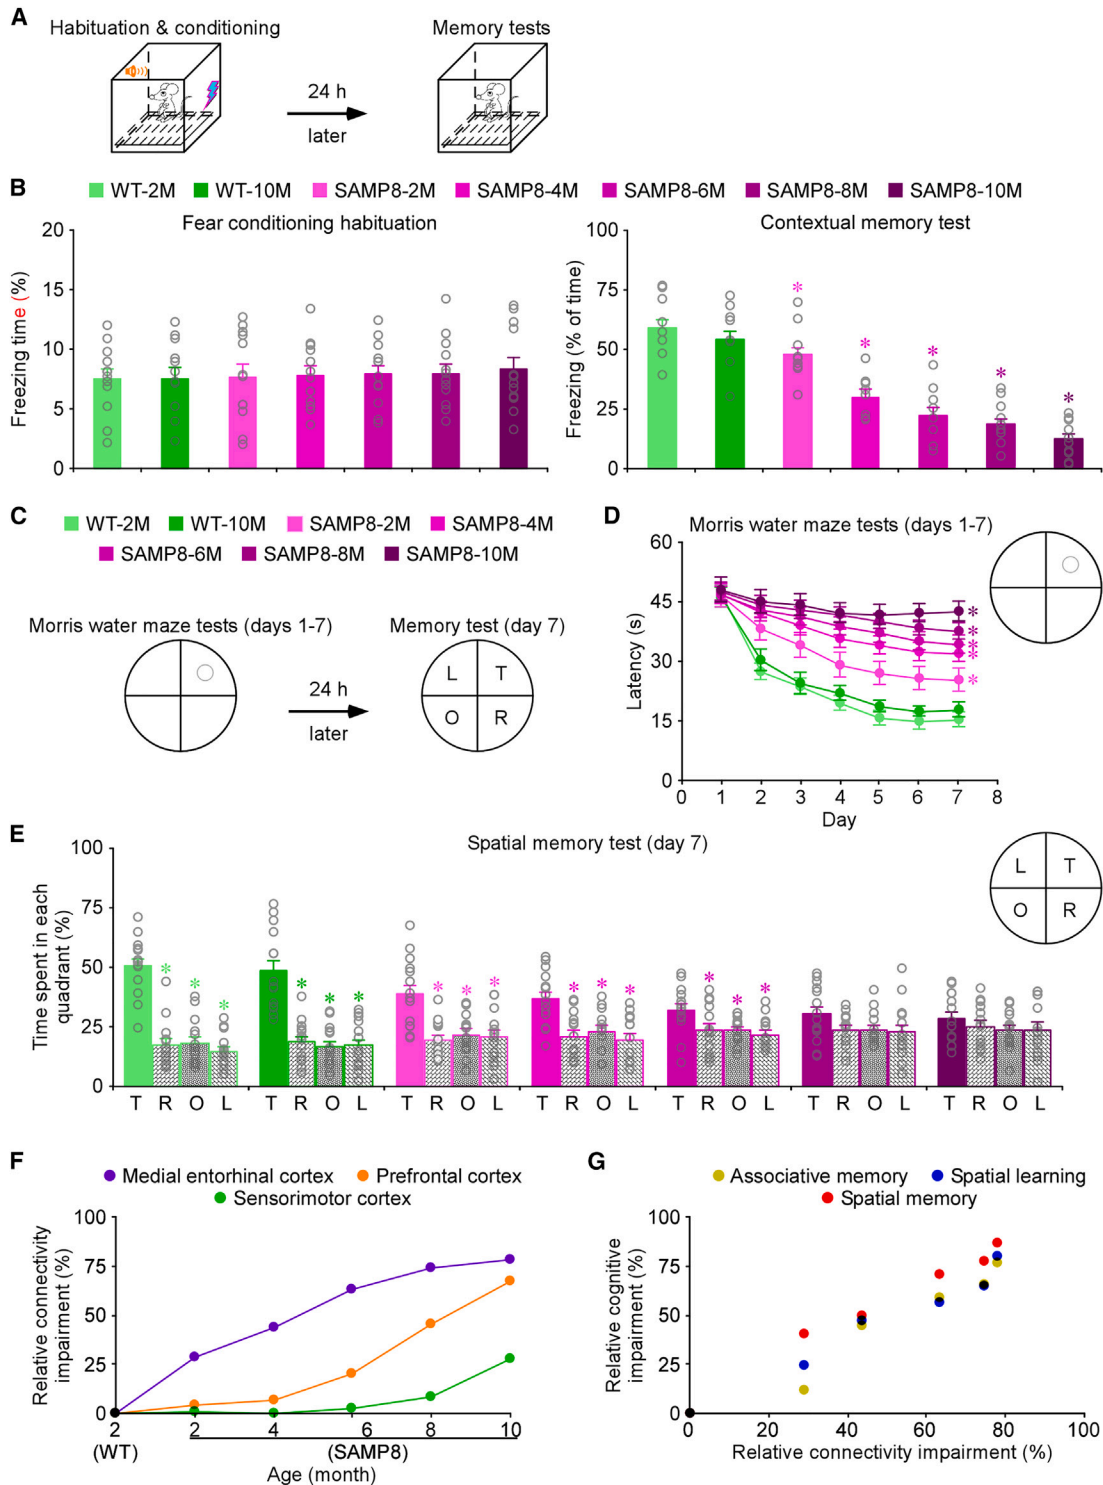 A
Habituation & conditioning
Memory tests
24 h
later
B
WT-2M WT-10M SAMP8-2M SAMP8-4M SAMP8-6M SAMP8-8M SAMP8-10M
Fear conditioning habituation
Freezing time (%)
20
15
10
5
0
Contextual memory test
Freezing (% of time)
100
75
50
25
0
* * * * *
C
WT-2M WT-10M SAMP8-2M SAMP8-4M
SAMP8-6M SAMP8-8M SAMP8-10M
Morris water maze tests (days 1-7)
24 h
later
Memory test (day 7)
L T
O R
D
Morris water maze tests (days 1-7)
Latency (s)
60
45
30
15
0
* * * * *
0 1 2 3 4 5 6 7 8
Day
E
Spatial memory test (day 7)
L T
O R
Time spent in each
quadrant (%)
100
75
50
25
0
* * * * * * * * * * * * * * *
T R O L T R O L T R O L T R O L T R O L T R O L T R O L
F
Medial entorhinal cortex Prefrontal cortex
Sensorimotor cortex
Relative connectivity
impairment (%)
100
75
50
25
0
2 2 4 6 8 10
(WT) (SAMP8)
Age (month)
G
Associative memory Spatial learning
Spatial memory
Relative cognitive
impairment (%)
100
75
50
25
0
0 20 40 60 80 100
Relative connectivity impairment (%)